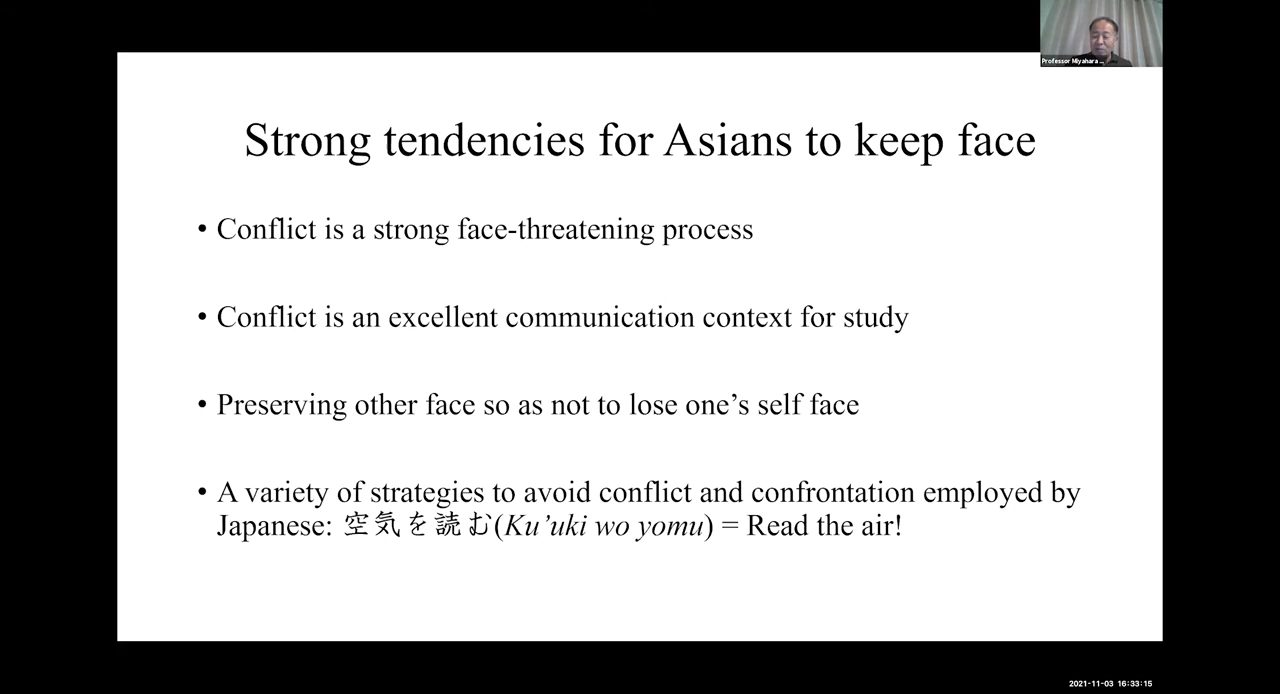 Professor Miyahara ...
Strong tendencies for Asians to keep face
• Conflict is a strong face-threatening process
• Conflict is an excellent communication context for study
• Preserving other face so as not to lose one’s self face
• A variety of strategies to avoid conflict and confrontation employed by
Japanese: 空気を読む(Ku’uki wo yomu) = Read the air!
2021-11-03 16:33:15